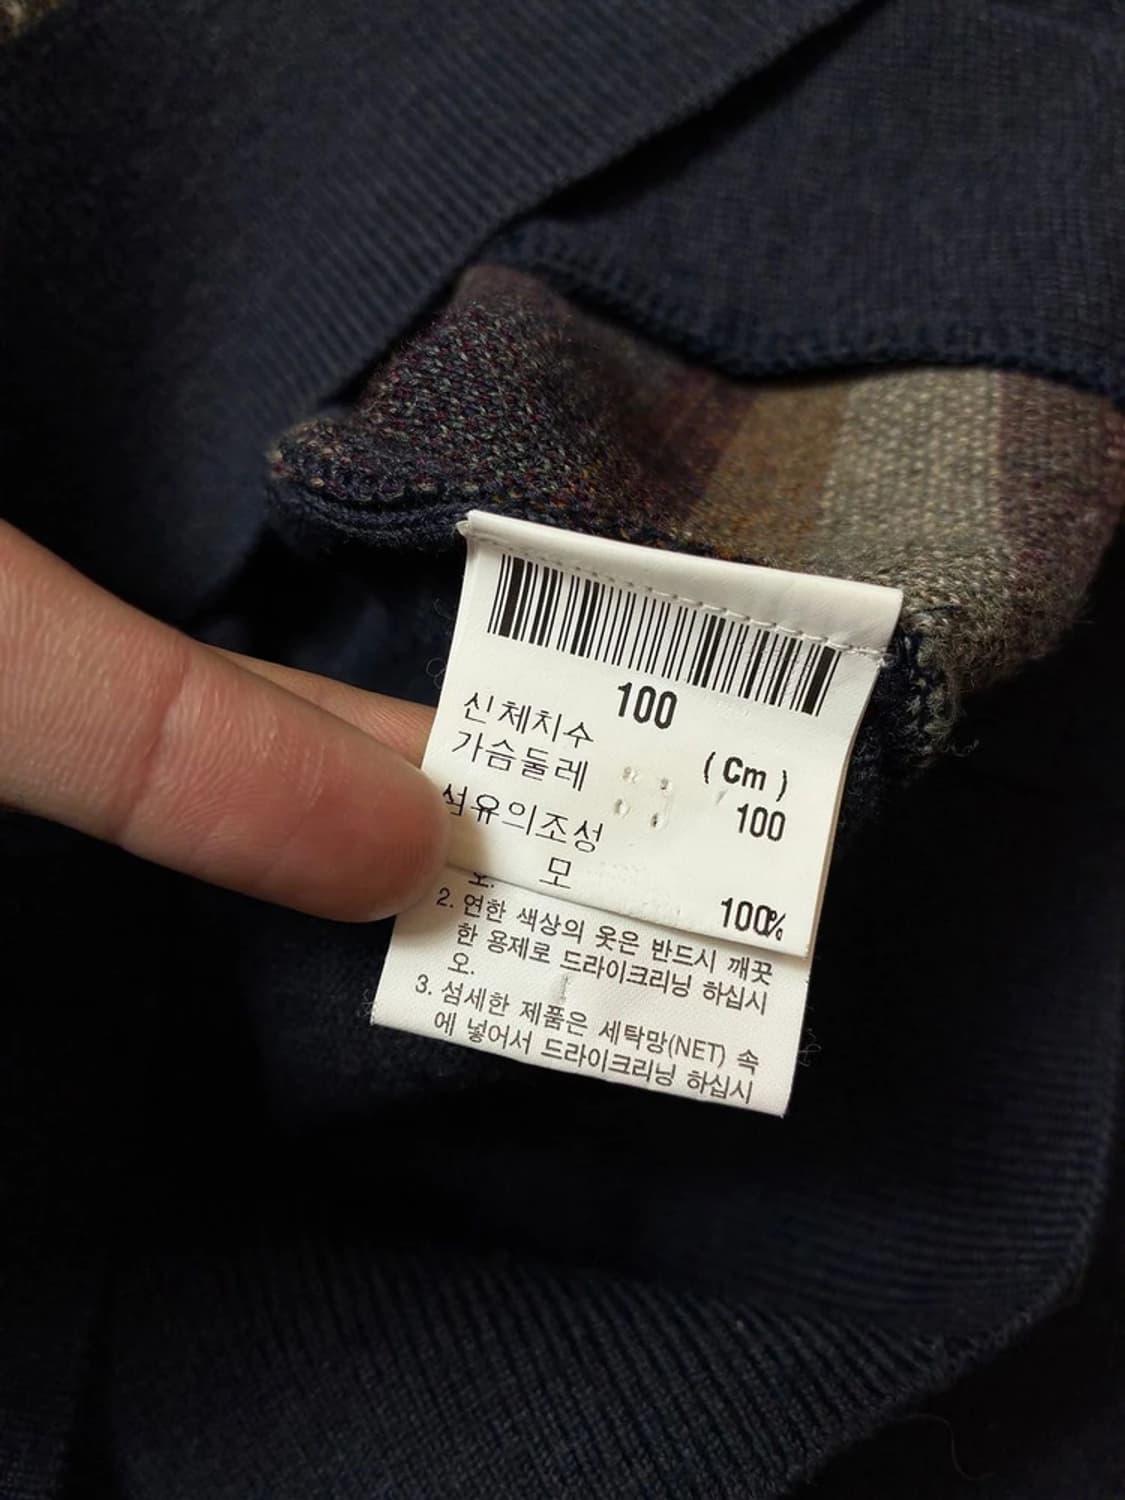 100
신체치수 (Cm)
가슴둘레 100
섬유의조성
모 100%
오.
2. 연한 색상의 옷은 반드시 깨끗
한 용제로 드라이크리닝 하십시
오.
3. 섬세한 제품은 세탁망(NET) 속
에 넣어서 드라이크리닝 하십시